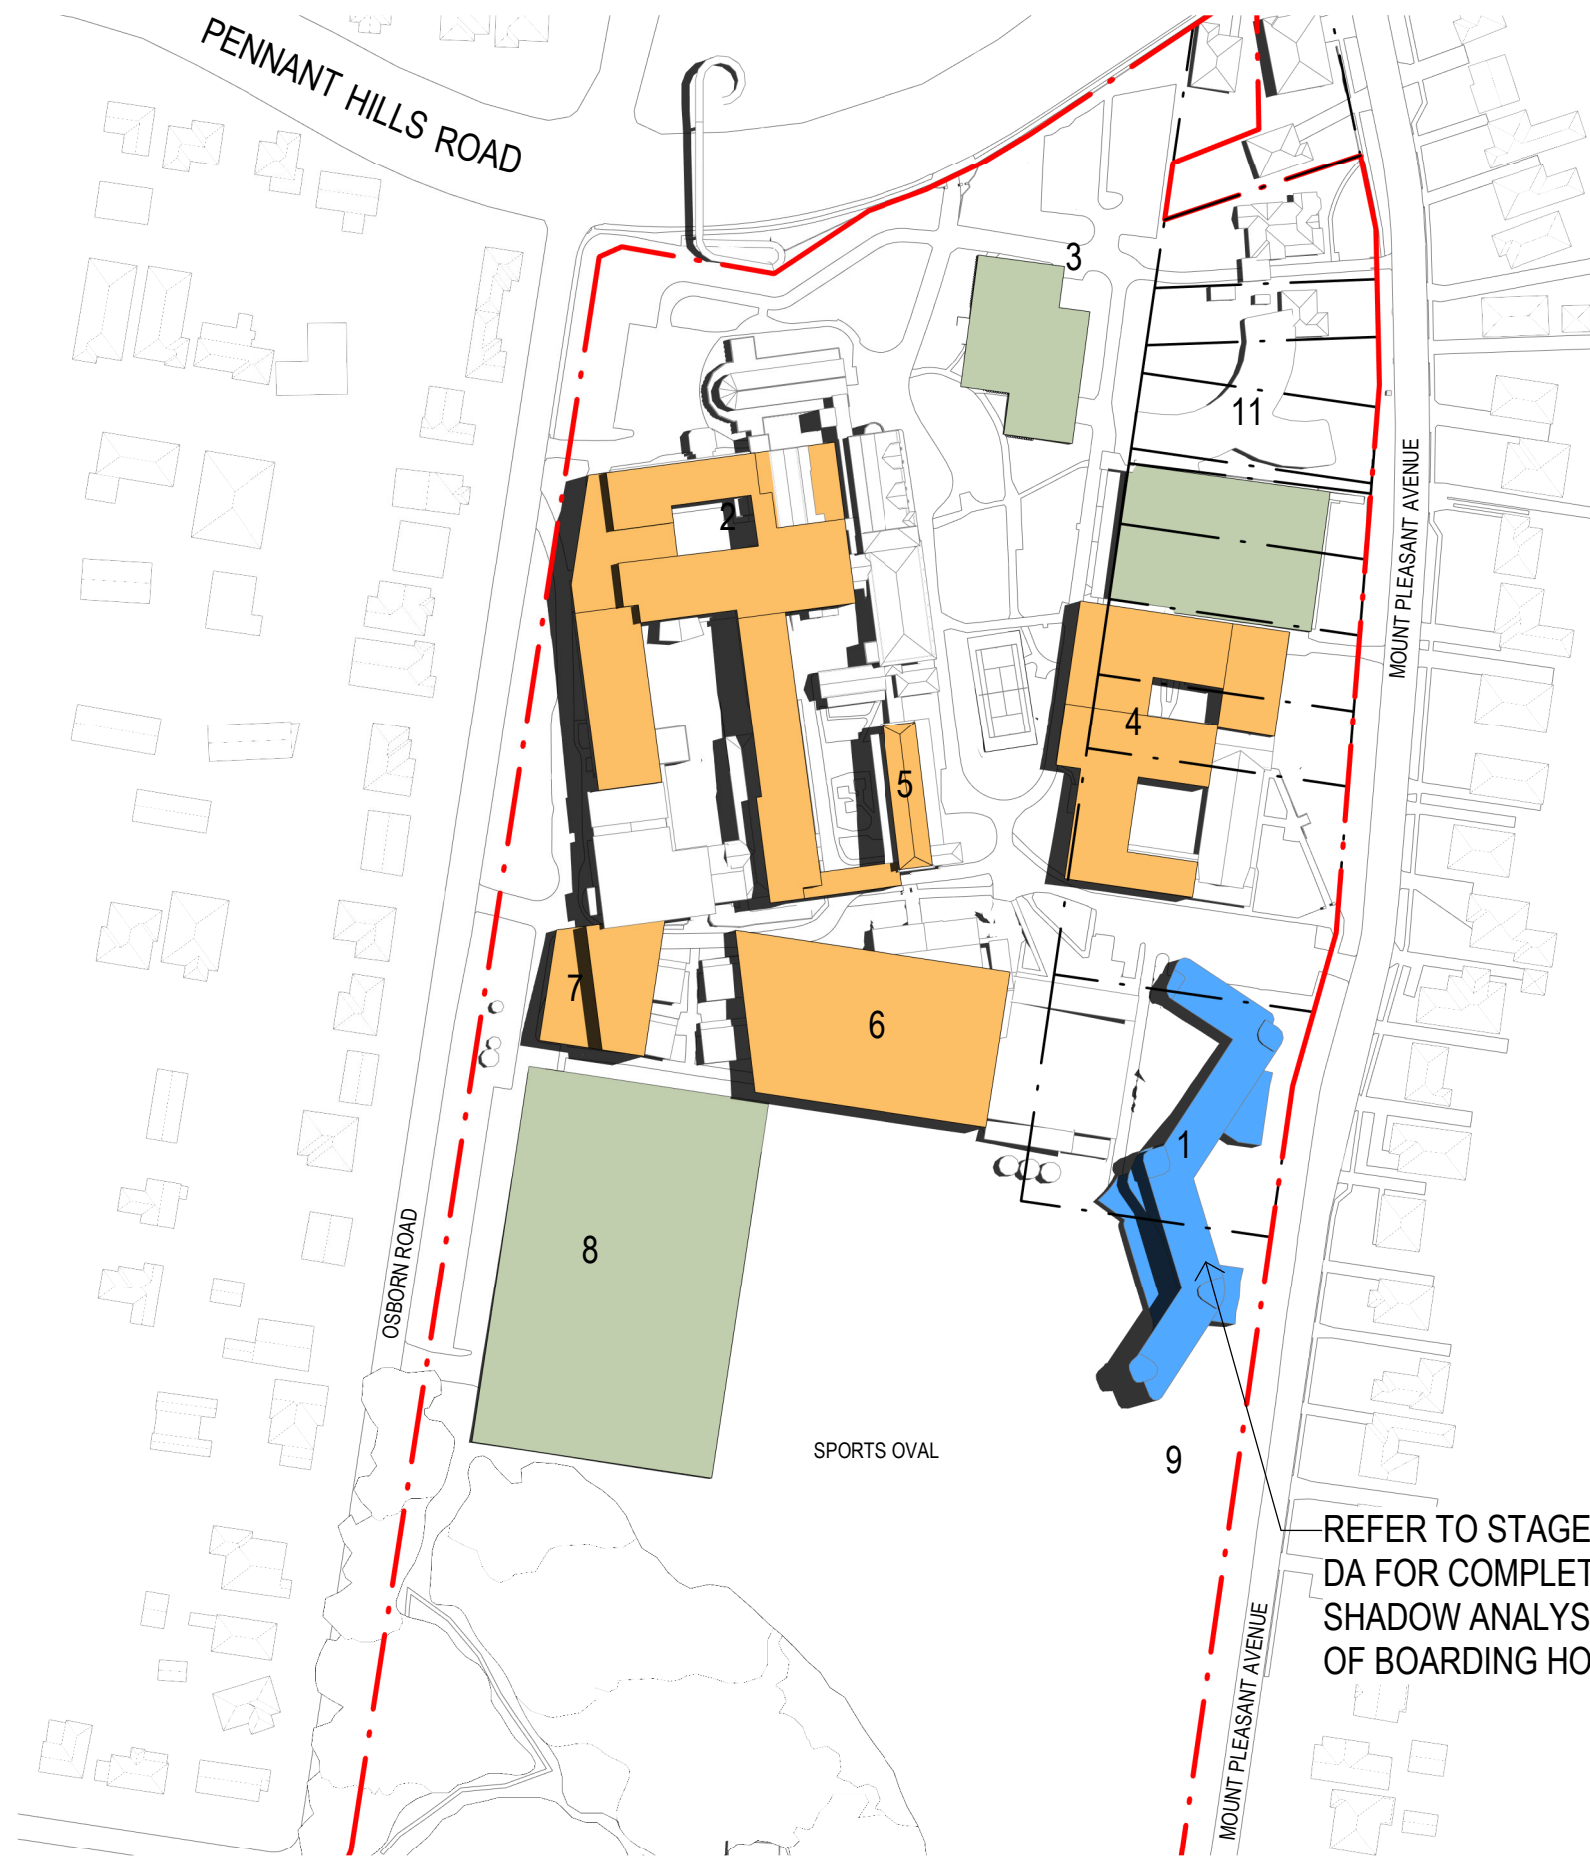 PENNANT HILLS ROAD
3
11
MOUNT PLEASANT AVENUE
2
4
5
7
6
1
8
OSBORN ROAD
SPORTS OVAL
9
REFER TO STAGE
DA FOR COMPLET
SHADOW ANALYS
OF BOARDING HO
MOUNT PLEASANT AVENUE